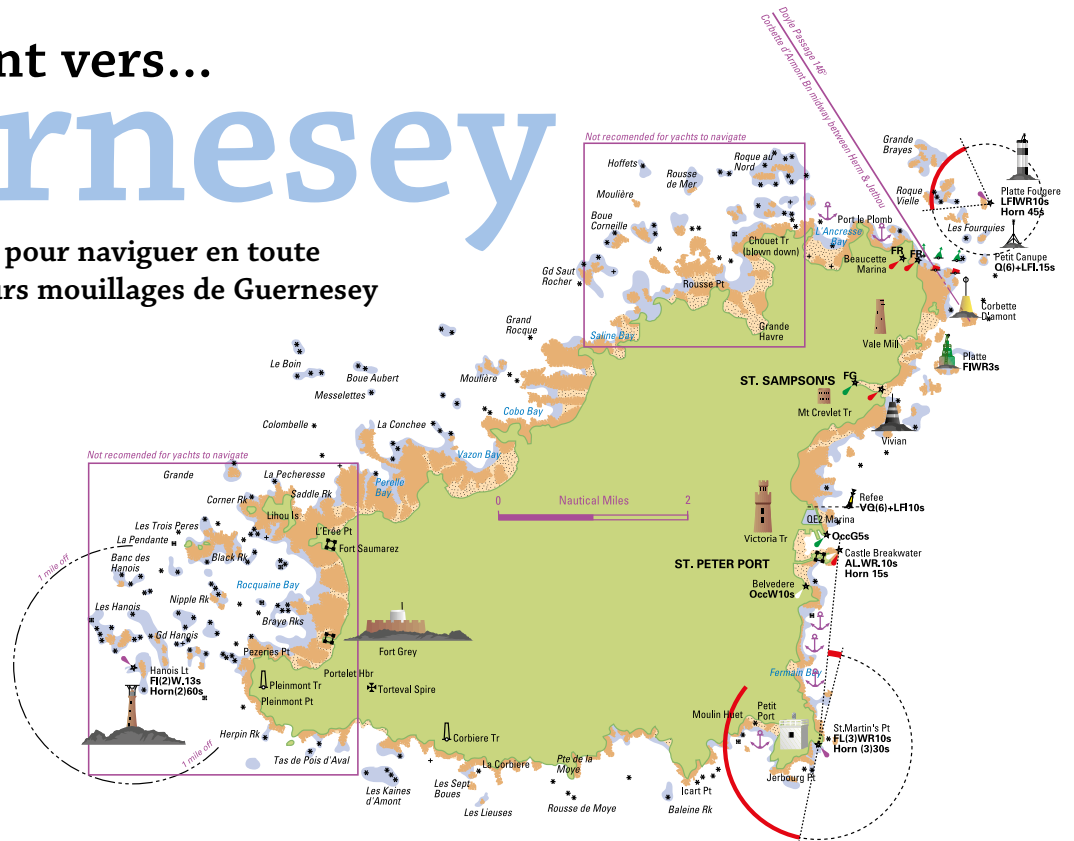 nt vers...
rnesey
pour naviguer en toute
urs mouillages de Guernesey
Doyle Passage 146°
Corbette d'Armont Bn midway between Herm & Jethou
Not recomended for yachts to navigate
Hoffets
Rousse
de Mer
Roque au
Nord
Moulière
Boue
Corneille
Gd Saut
Rocher
Chouet Tr
(blown down)
Rousse Pt
Grande
Havre
Saline Bay
L'Ancresse
Bay
Port le Plomb
Beaucette
Marina
FR
FR
Grande
Brayes
Roque
Vielle
Platte Fougere
LFlWR10s
Horn 45s
Les Fourquies
Petit Canupe
Q(6)+LFl.15s
Corbette
D'amont
Vale Mill
Platte
FlWR3s
ST. SAMPSON'S
FG
Mt Crevlet Tr
Vivian
Grand
Rocque
Le Boin
Boue Aubert
Messelettes
Moulière
Colombelle
La Conchee
Cobo Bay
Vazon Bay
Perelle
Bay
0
Nautical Miles
2
Refee
VQ(6)+LFl10s
QE2 Marina
OccG5s
Victoria Tr
Castle Breakwater
AL.WR.10s
Horn 15s
ST. PETER PORT
Belvedere
OccW10s
Not recomended for yachts to navigate
Grande
La Pecheresse
Corner Rk
Saddle Rk
Lihou Is
Les Trois Peres
La Pendante
L'Erée Pt
Fort Saumarez
Banc des
Hanois
Black Rk
1 mile off
Rocquaine Bay
Nipple Rk
Les Hanois
Braye Rks
Gd Hanois
Pezeries Pt
Fort Grey
Hanois Lt
Fl(2)W.13s
Horn(2)60s
Portelet Hbr
Pleinmont Tr
Torteval Spire
Pleinmont Pt
Herpin Rk
1 mile off
Tas de Pois d'Aval
Corbiere Tr
La Corbiere
Les Kaines
d'Amont
Les Sept
Boues
Les Lieuses
Pte de la
Moye
Rousse de Moye
Icart Pt
Baleine Rk
Fermain Bay
Moulin Huet
Petit
Port
St.Martin's Pt
FL(3)WR10s
Horn (3)30s
Jerbourg Pt